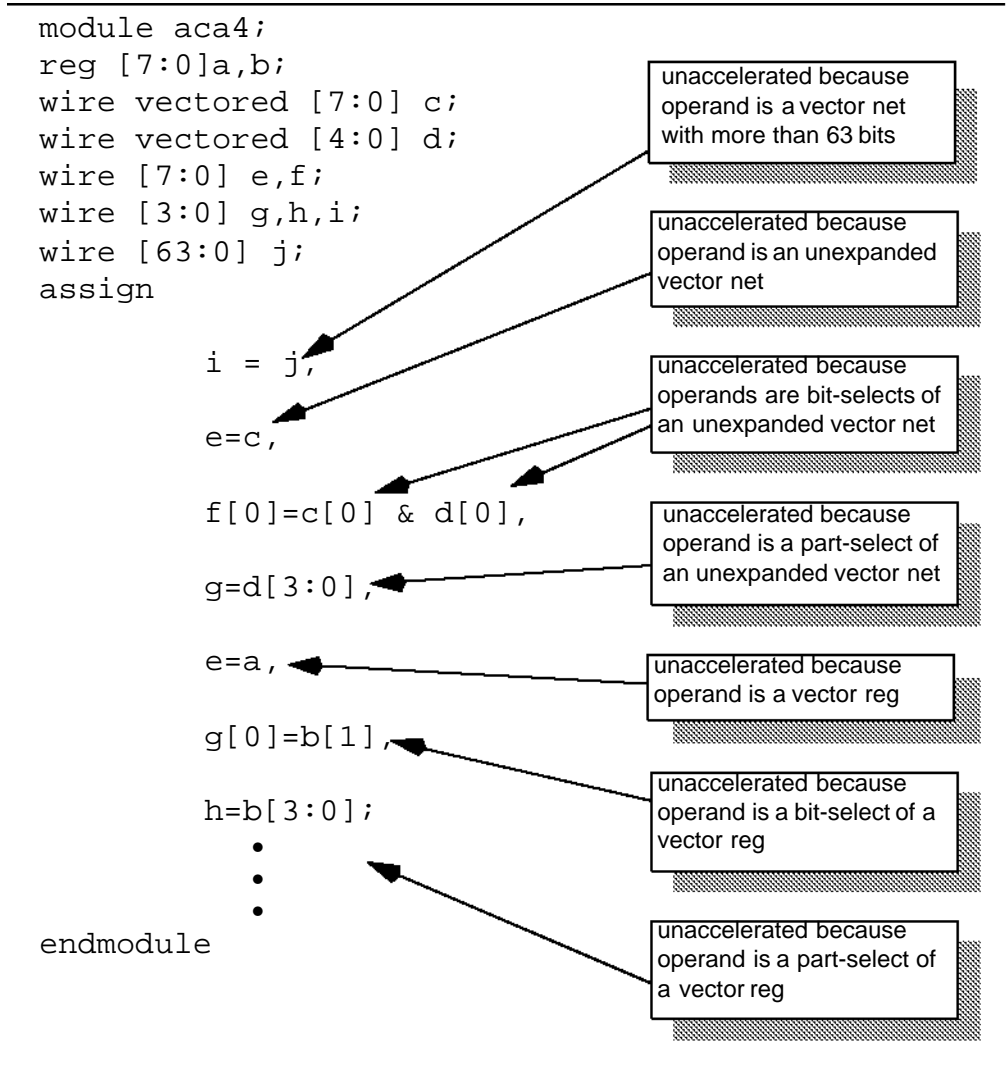 module aca4;
reg [7:0]a,b;
wire vectored [7:0] c;
wire vectored [4:0] d;
wire [7:0] e,f;
wire [3:0] g,h,i;
wire [63:0] j;
assign
i = j,
e=c,
f[0]=c[0] & d[0],
g=d[3:0],
e=a,
g[0]=b[1],
h=b[3:0];
•
•
•
endmodule
unaccelerated because
operand is a vector net
with more than 63 bits
unaccelerated because
operand is an unexpanded
vector net
unaccelerated because
operands are bit-selects of
an unexpanded vector net
unaccelerated because
operand is a part-select of
an unexpanded vector net
unaccelerated because
operand is a vector reg
unaccelerated because
operand is a bit-select of a
vector reg
unaccelerated because
operand is a part-select of
a vector reg